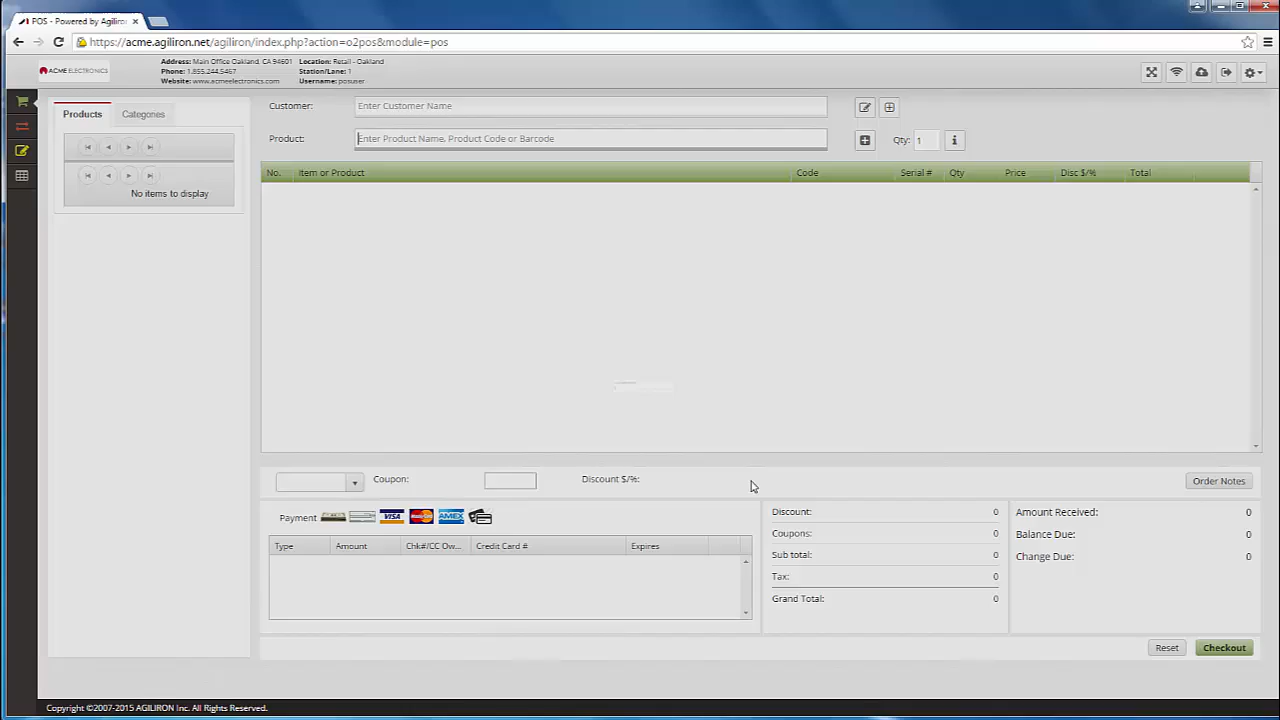 POS - Powered by Agiliron
https://acme.agiliron.net/agiliron/index.php?action=o2pos&module=pos
ACME ELECTRONICS
Address: Main Office Oakland, CA 94601 Location: Retail - Oakland
Phone: 1.855.244.5457 Station/Lane: 1
Website: www.acmeelectronics.com Username: posuser
Products Categories
No items to display
Customer: Enter Customer Name
Product: Enter Product Name, Product Code or Barcode Qty: 1
No. Item or Product Code Serial # Qty Price Disc $/% Total
Coupon: Discount $/%: Order Notes
Payment VISA MasterCard AMEX
Type Amount Chk#/CC Ow... Credit Card # Expires
Discount: 0
Coupons: 0
Sub total: 0
Tax: 0
Grand Total: 0
Amount Received: 0
Balance Due: 0
Change Due: 0
Reset Checkout
Copyright ©2007-2015 AGILIRON Inc. All Rights Reserved.